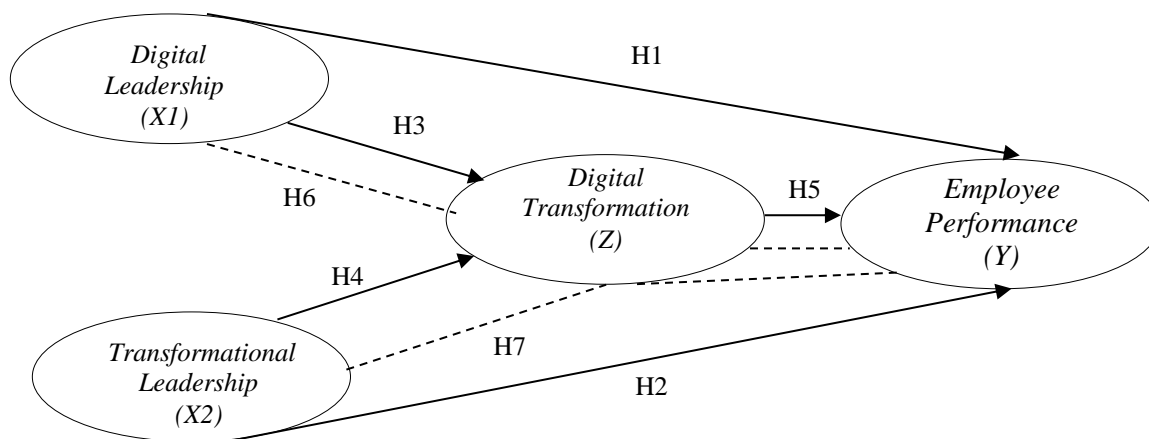 Digital
Leadership
(X1)
H1
H3
H6
Digital
Transformation
(Z)
H5
Employee
Performance
(Y)
H4
Transformational
Leadership
(X2)
H7
H2